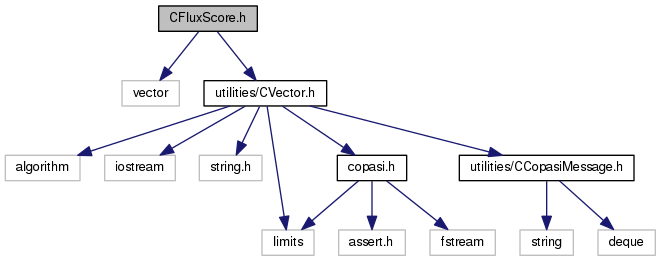 CFluxScore.h
vector
utilities/CVector.h
algorithm
iostream
string.h
copasi.h
utilities/CCopasiMessage.h
limits
assert.h
fstream
string
deque